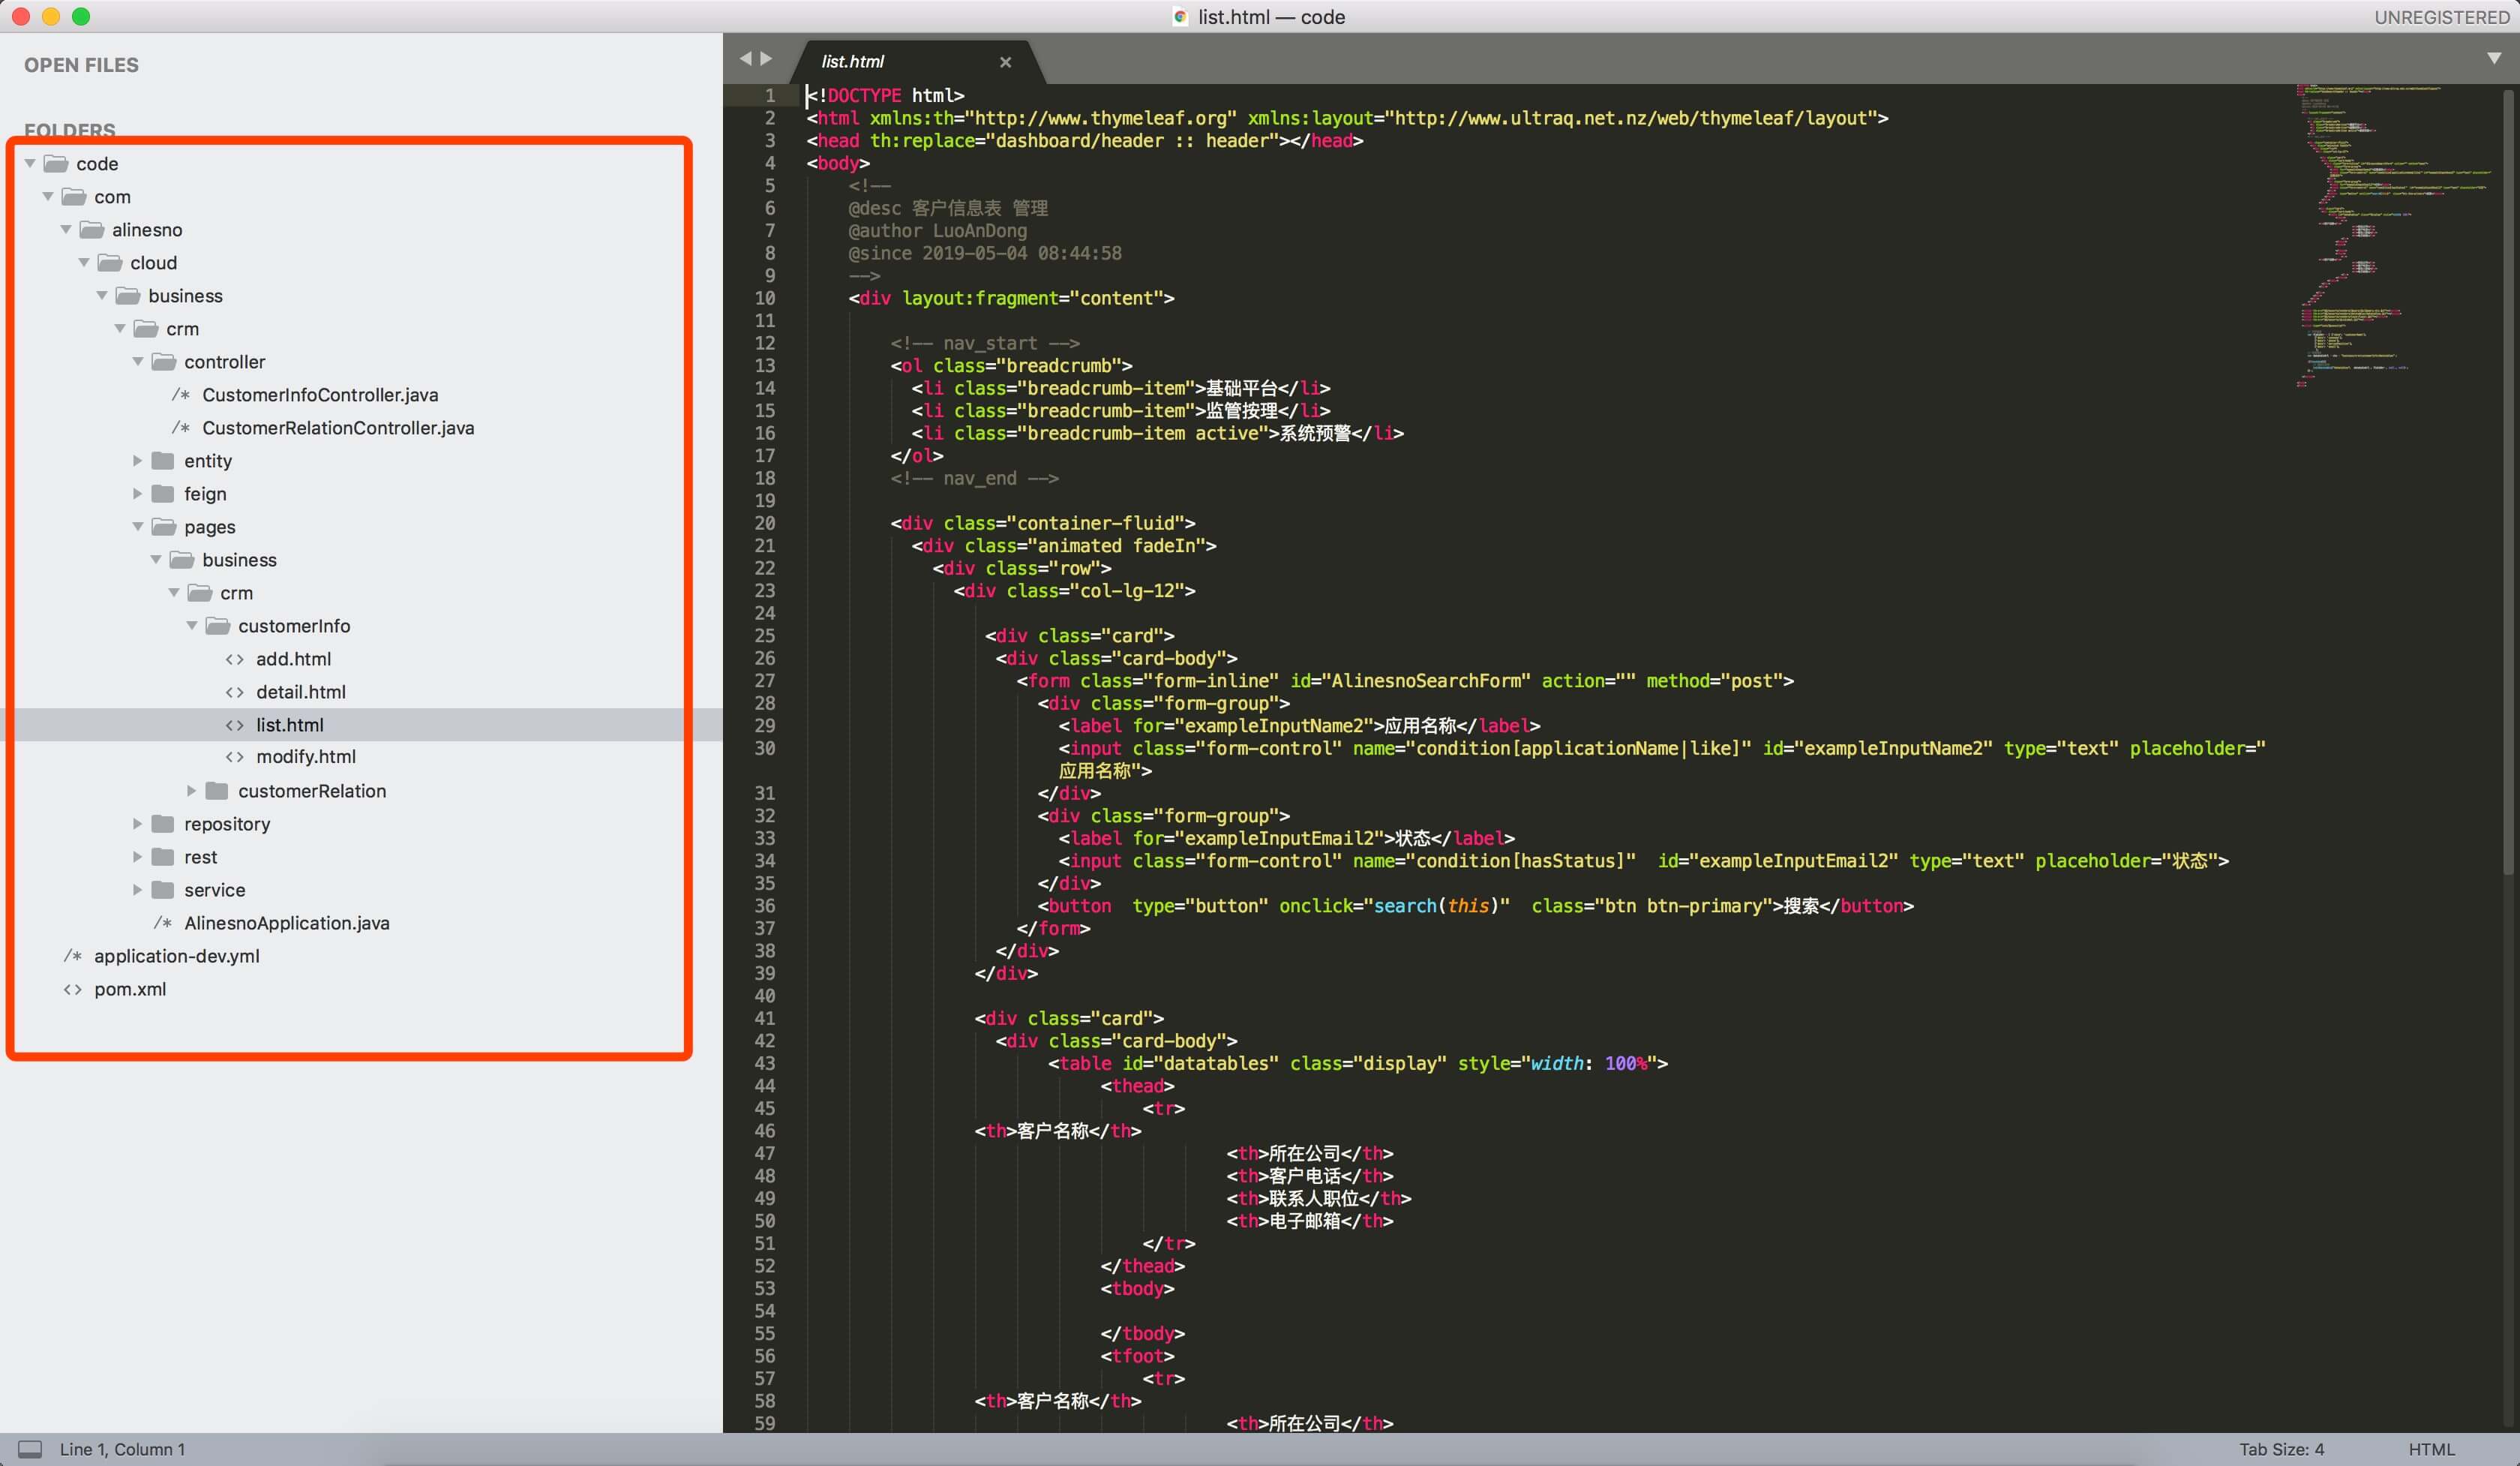 list.html — code
UNREGISTERED
OPEN FILES
FOLDERS
code
com
alinesno
cloud
business
crm
controller
/* CustomerInfoController.java
/* CustomerRelationController.java
entity
feign
pages
business
crm
customerInfo
<> add.html
<> detail.html
<> list.html
<> modify.html
customerRelation
repository
rest
service
/* AlinesnoApplication.java
/* application-dev.yml
<> pom.xml
list.html
1 <!DOCTYPE html>
2 <html xmlns:th="http://www.thymeleaf.org" xmlns:layout="http://www.ultraq.net.nz/web/thymeleaf/layout">
3 <head th:replace="dashboard/header :: header"></head>
4 <body>
5 <!--
6 @desc 客户信息表 管理
7 @author LuoAnDong
8 @since 2019-05-04 08:44:58
9 -->
10 <div layout:fragment="content">
11
12 <!-- nav_start -->
13 <ol class="breadcrumb">
14 <li class="breadcrumb-item">基础平台</li>
15 <li class="breadcrumb-item">监管按理</li>
16 <li class="breadcrumb-item active">系统预警</li>
17 </ol>
18 <!-- nav_end -->
19
20 <div class="container-fluid">
21 <div class="animated fadeIn">
22 <div class="row">
23 <div class="col-lg-12">
24
25 <div class="card">
26 <div class="card-body">
27 <form class="form-inline" id="AlinesnoSearchForm" action="" method="post">
28 <div class="form-group">
29 <label for="exampleInputName2">应用名称</label>
30 <input class="form-control" name="condition[applicationName|like]" id="exampleInputName2" type="text" placeholder="
应用名称">
31 </div>
32 <div class="form-group">
33 <label for="exampleInputEmail2">状态</label>
34 <input class="form-control" name="condition[hasStatus]"  id="exampleInputEmail2" type="text" placeholder="状态">
35 </div>
36 <button  type="button" onclick="search(this)"  class="btn btn-primary">搜索</button>
37 </form>
38 </div>
39 </div>
40
41 <div class="card">
42 <div class="card-body">
43 <table id="datatables" class="display" style="width: 100%">
44 <thead>
45 <tr>
46 <th>客户名称</th>
47 <th>所在公司</th>
48 <th>客户电话</th>
49 <th>联系人职位</th>
50 <th>电子邮箱</th>
51 </tr>
52 </thead>
53 <tbody>
54
55 </tbody>
56 <tfoot>
57 <tr>
58 <th>客户名称</th>
59 <th>所在公司</th>
Line 1, Column 1
Tab Size: 4
HTML